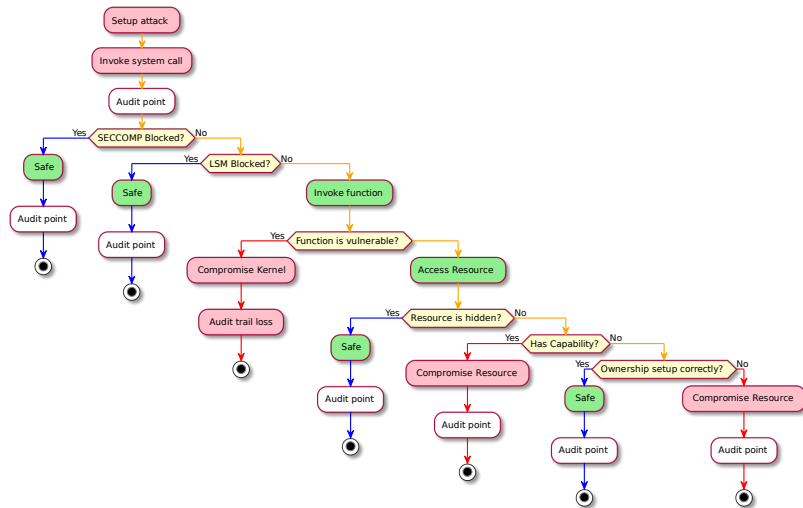 Setup attack
Invoke system call
Audit point
Yes
SECCOMP Blocked?
No
Safe
Yes
LSM Blocked?
No
Audit point
Safe
Invoke function
Audit point
Yes
Function is vulnerable?
Compromise Kernel
Access Resource
Audit trail loss
Yes
Resource is hidden?
No
Safe
Yes
Has Capability?
No
Audit point
Compromise Resource
Yes
Ownership setup correctly?
No
Audit point
Safe
Compromise Resource
Audit point
Audit point